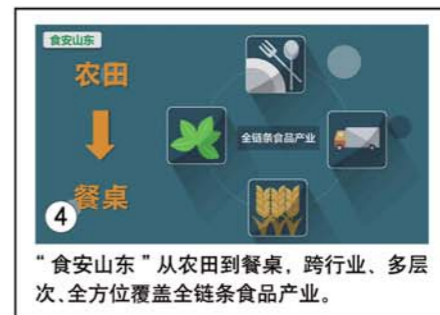 食安山东
农田
餐桌
全链条食品产业
4
“食安山东”从农田到餐桌，跨行业、多层
次、全方位覆盖全链条食品产业。